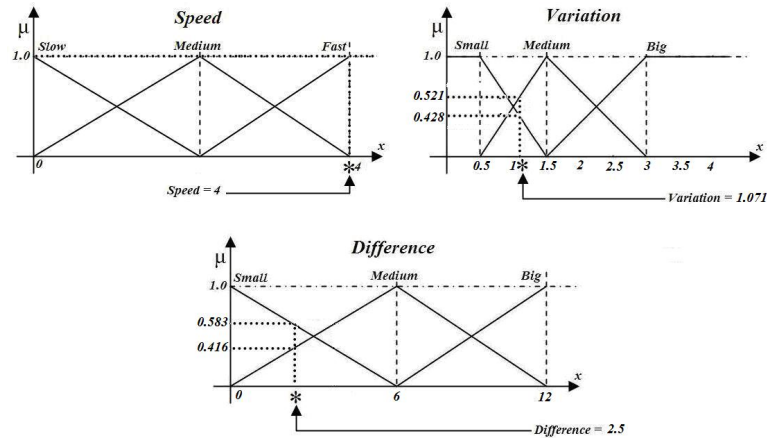 Speed
μ
Slow
Medium
Fast
1.0
x
0
*4
Speed = 4
Variation
μ
Small
Medium
Big
1.0
0.521
0.428
x
0.5 1* 1.5 2 2.5 3 3.5 4
Variation = 1.071
Difference
μ
Small
Medium
Big
1.0
0.583
0.416
x
0 * 6 12
Difference = 2.5